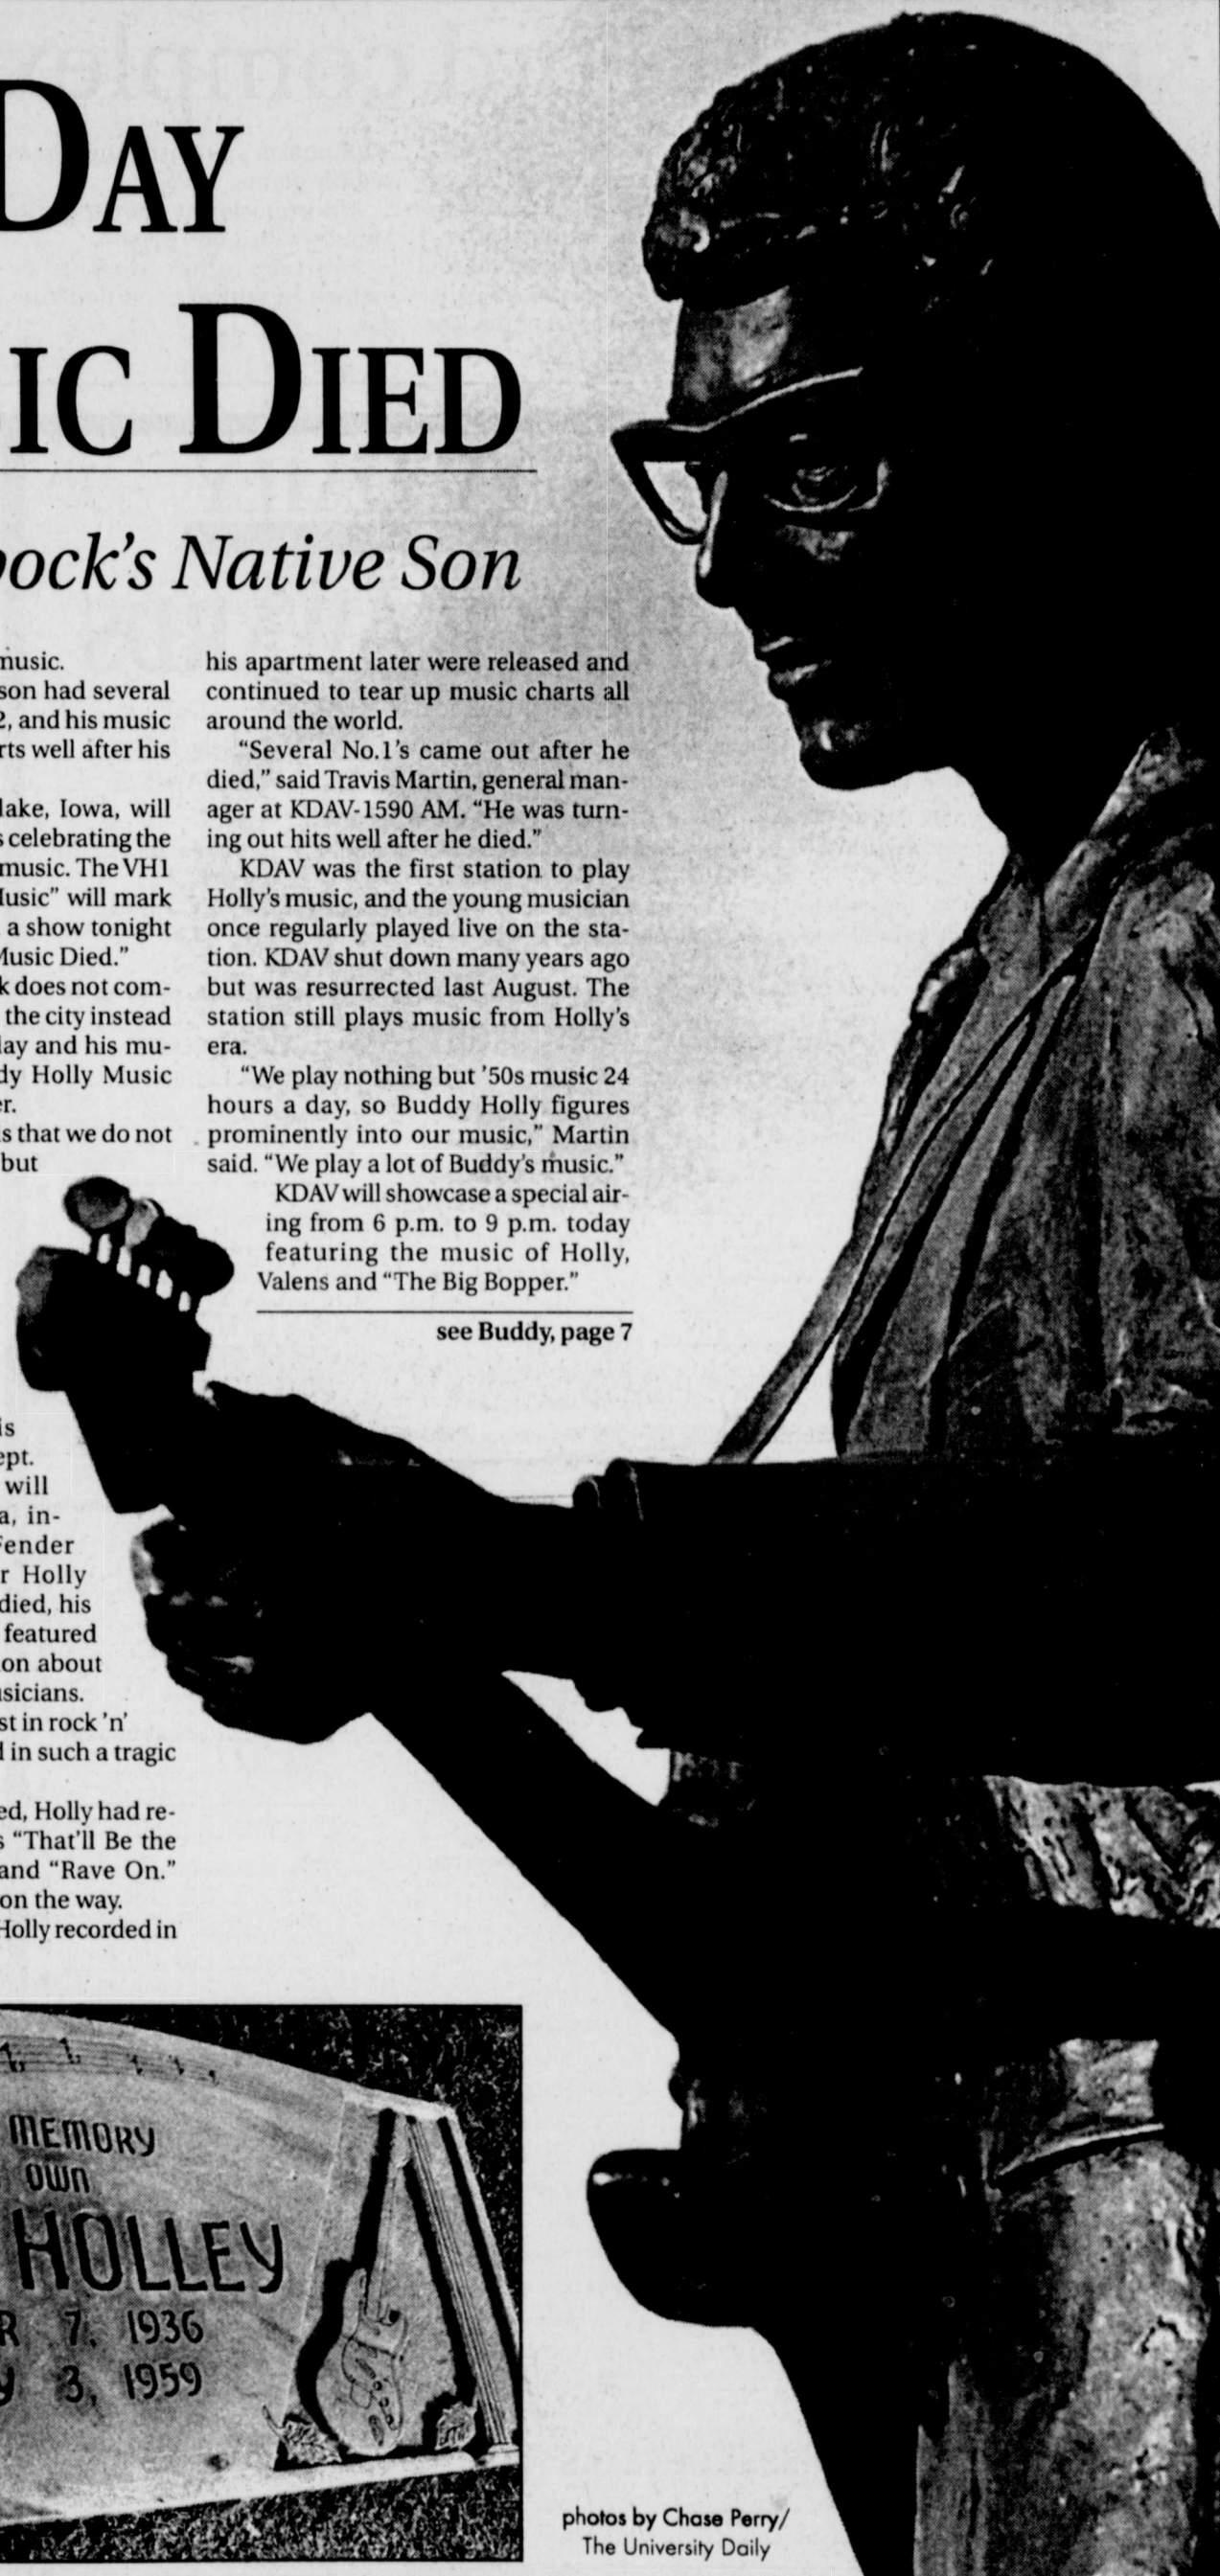 DAY
IC DIED
ock's Native Son
music.
son had several
2, and his music
rts well after his
lake, Iowa, will
s celebrating the
music. The VH1
Music" will mark
a show tonight
Music Died."
k does not com-
the city instead
lay and his mu-
dy Holly Music
er.
s that we do not
but
is
ept.
will
a, in-
Fender
r Holly
died, his
featured
on about
usicians.
st in rock 'n'
l in such a tragic
ed, Holly had re-
s "That'll Be the
and "Rave On."
on the way.
Holly recorded in
his apartment later were released and
continued to tear up music charts all
around the world.
"Several No.1's came out after he
died," said Travis Martin, general man-
ager at KDAV-1590 AM. "He was turn-
ing out hits well after he died."
KDAV was the first station to play
Holly's music, and the young musician
once regularly played live on the sta-
tion. KDAV shut down many years ago
but was resurrected last August. The
station still plays music from Holly's
era.
"We play nothing but '50s music 24
hours a day, so Buddy Holly figures
prominently into our music," Martin
said. "We play a lot of Buddy's music."
KDAV will showcase a special air-
ing from 6 p.m. to 9 p.m. today
featuring the music of Holly,
Valens and "The Big Bopper."
see Buddy, page 7
MEMORY
OWN
HOLLEY
R 7, 1936
Y 3, 1959
photos by Chase Perry/
The University Daily